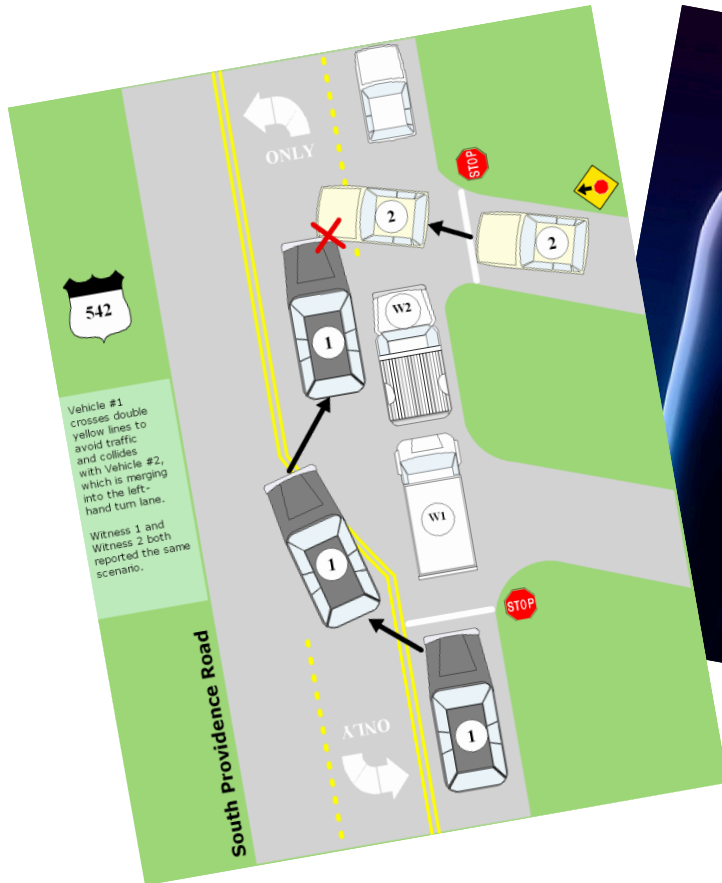 ONLY
STOP
2
2
W2
1
542
Vehicle #1
crosses double
yellow lines to
avoid traffic
and collides
with Vehicle #2,
which is merging
into the left-
hand turn lane.
Witness 1 and
Witness 2 both
reported the same
scenario.
W1
1
STOP
South Providence Road
ONLY
1